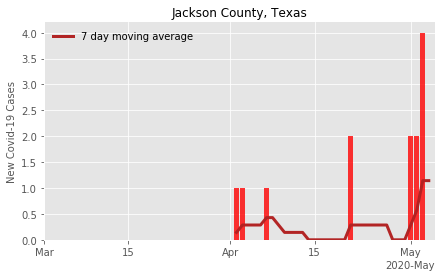 Jackson County, Texas
7 day moving average
New Covid-19 Cases
4.0
3.5
3.0
2.5
2.0
1.5
1.0
0.5
0.0
Mar 15 Apr 15 May
2020-May